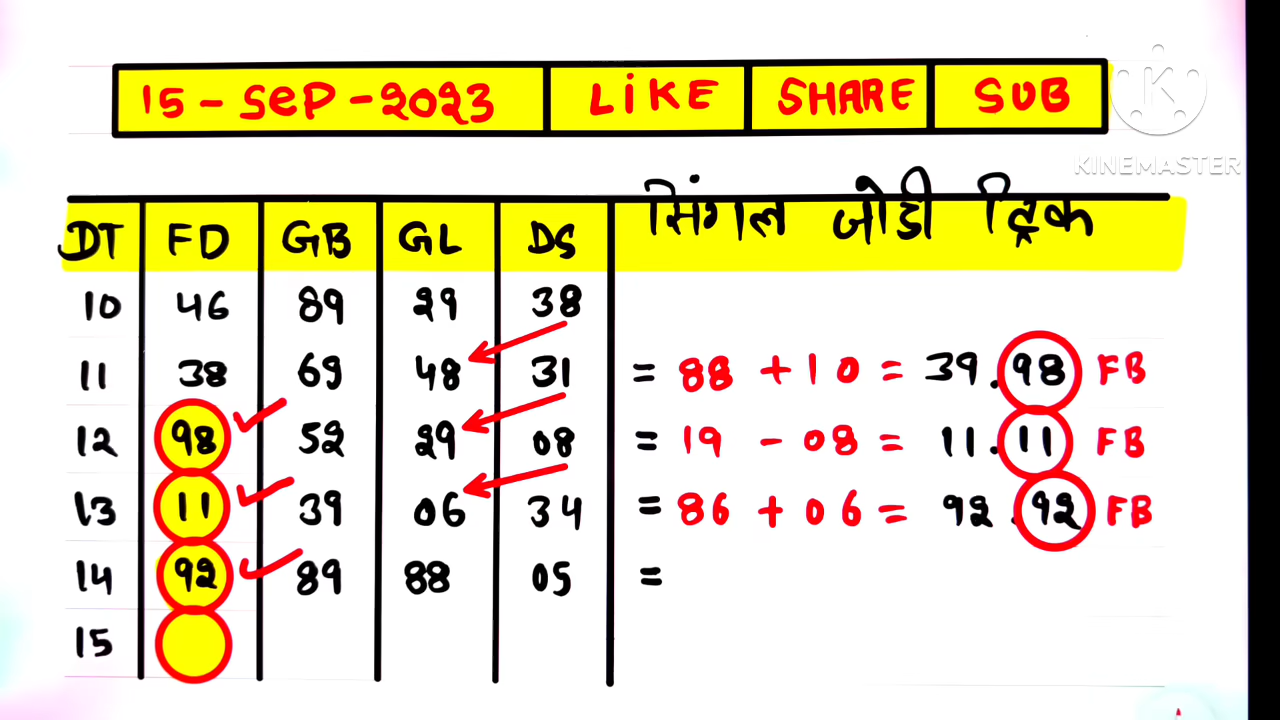 15-SEP-2023 LIKE SHARE SUB
KINEMASTER
DT FD GB GL DS सिंगल जोडी ट्रिक
10 46 89 29 38
11 38 69 48 31 = 88 + 10 = 39.98 FB
12 98 52 29 08 = 19 - 08 = 11.11 FB
13 11 39 06 34 = 86 + 06 = 92.92 FB
14 92 89 88 05 =
15